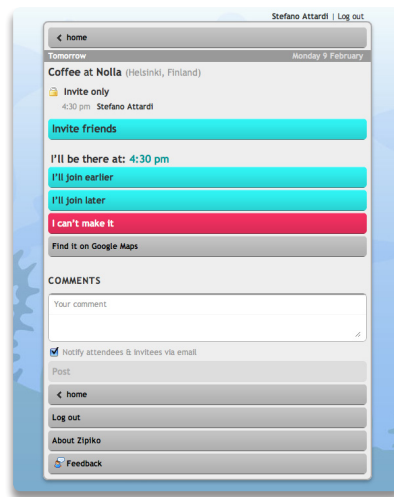 Stefano Attardi | Log out
home
Tomorrow Monday 9 February
Coffee at Nolla (Helsinki, Finland)
Invite only
4:30 pm Stefano Attardi
Invite friends
I'll be there at: 4:30 pm
I'll join earlier
I'll join later
I can't make it
Find it on Google Maps
COMMENTS
Your comment
Notify attendees & invitees via email
Post
home
Log out
About Zipiko
Feedback